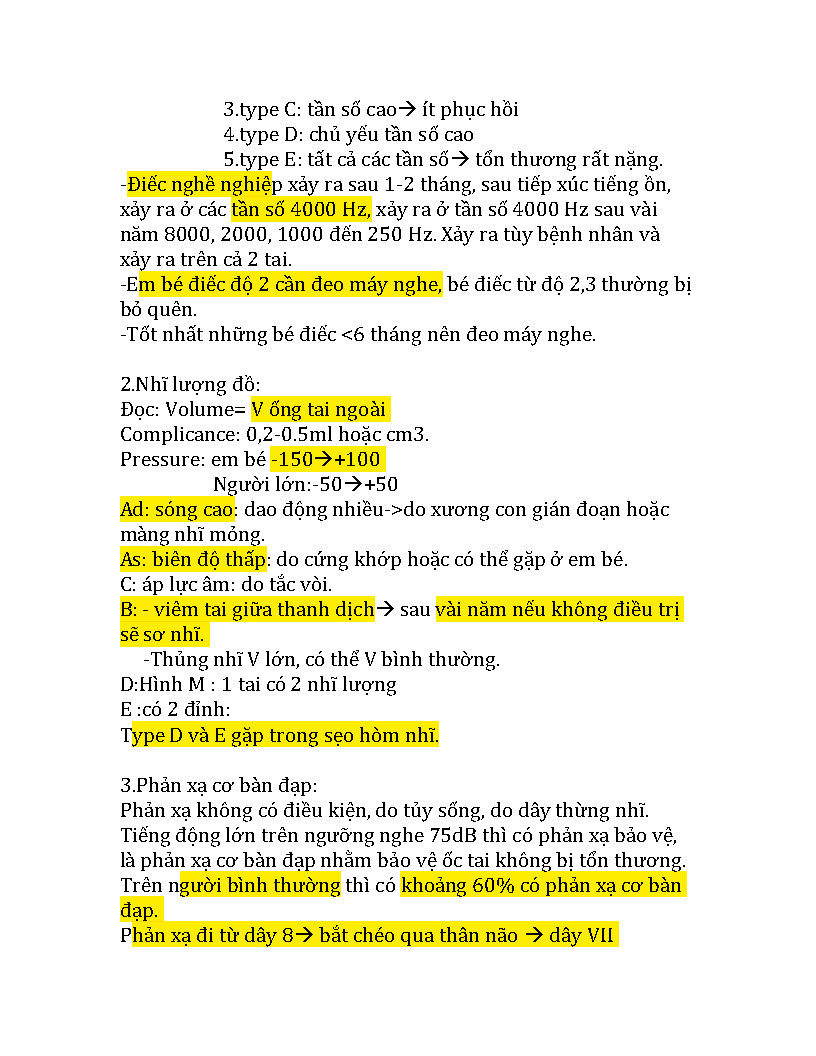 3.type C: tần số cao→ ít phục hồi
4.type D: chủ yếu tần số cao
5.type E: tất cả các tần số→ tổn thương rất nặng.
-Điếc nghề nghiệp xảy ra sau 1-2 tháng, sau tiếp xúc tiếng ồn,
xảy ra ở các tần số 4000 Hz, xảy ra ở tần số 4000 Hz sau vài
năm 8000, 2000, 1000 đến 250 Hz. Xảy ra tùy bệnh nhân và
xảy ra trên cả 2 tai.
-Em bé điếc độ 2 cần đeo máy nghe, bé điếc từ độ 2,3 thường bị
bỏ quên.
-Tốt nhất những bé điếc <6 tháng nên đeo máy nghe.
2.Nhĩ lượng đồ:
Đọc: Volume= V ống tai ngoài
Complicance: 0,2-0.5ml hoặc cm3.
Pressure: em bé -150→+100
Người lớn:-50→+50
Ad: sóng cao: dao động nhiều->do xương con gián đoạn hoặc
màng nhĩ mỏng.
As: biên độ thấp: do cứng khớp hoặc có thể gặp ở em bé.
C: áp lực âm: do tắc vòi.
B: - viêm tai giữa thanh dịch→ sau vài năm nếu không điều trị
sẽ sơ nhĩ.
-Thủng nhĩ V lớn, có thể V bình thường.
D:Hình M : 1 tai có 2 nhĩ lượng
E :có 2 đỉnh:
Type D và E gặp trong sẹo hòm nhĩ.
3.Phản xạ cơ bàn đạp:
Phản xạ không có điều kiện, do tủy sống, do dây thừng nhĩ.
Tiếng động lớn trên ngưỡng nghe 75dB thì có phản xạ bảo vệ,
là phản xạ cơ bàn đạp nhằm bảo vệ ốc tai không bị tổn thương.
Trên người bình thường thì có khoảng 60% có phản xạ cơ bàn
đạp.
Phản xạ đi từ dây 8→ bắt chéo qua thân não → dây VII